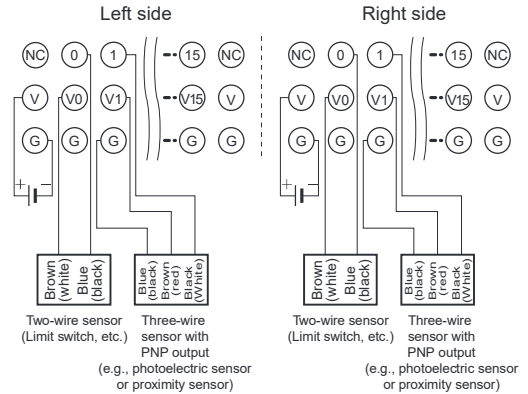 Left side
Right side
NC 0 1 15 NC
NC 0 1 15 NC
V V0 V1 V15 V
V V0 V1 V15 V
G G G G G
G G G G G
+ −
+ −
Brown
(white)
Blue
(black)
Blue
(black)
Brown
(red)
Black
(White)
Brown
(white)
Blue
(black)
Blue
(black)
Brown
(red)
Black
(White)
Two-wire sensor
(Limit switch, etc.)
Three-wire
sensor with
PNP output
(e.g., photoelectric sensor
or proximity sensor)
Two-wire sensor
(Limit switch, etc.)
Three-wire
sensor with
PNP output
(e.g., photoelectric sensor
or proximity sensor)